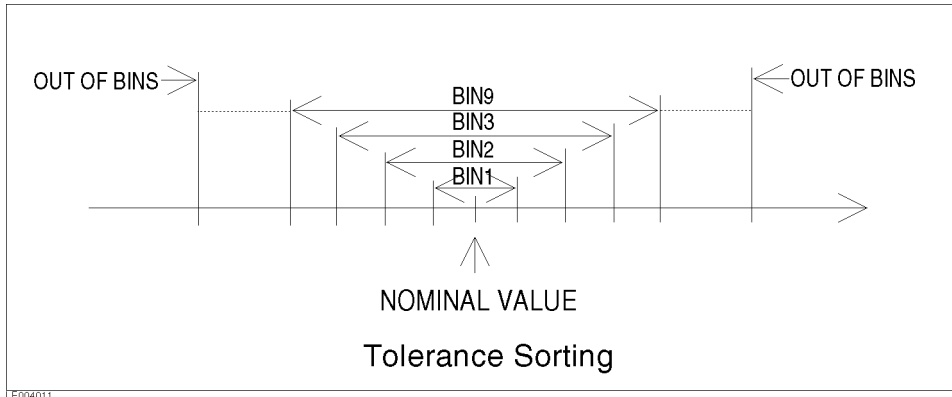 OUT OF BINS
OUT OF BINS
BIN9
BIN3
BIN2
BIN1
NOMINAL VALUE
Tolerance Sorting
E004011